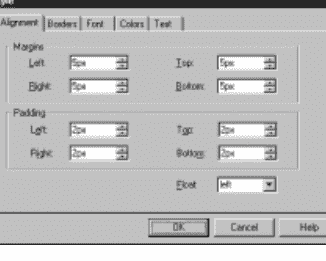 Alignment Borders Font Colors Text
Margins
Left: 5px Top: 5px
Right: 5px Bottom: 5px
Padding
Left: 2px Top: 2px
Right: 2px Bottom: 2px
Float left
OK Cancel Help